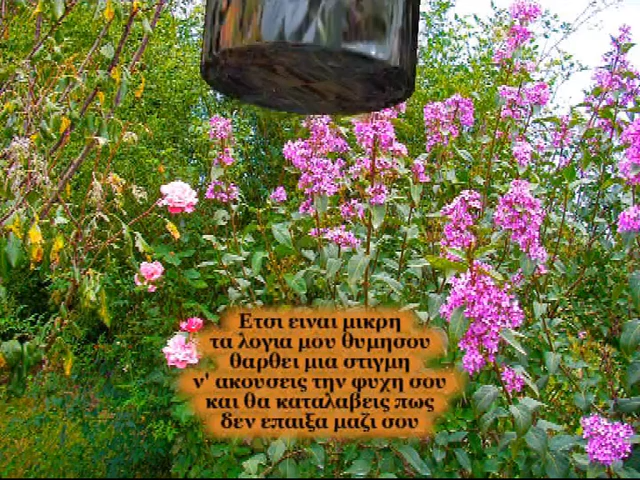 Ετσι ειναι μικρη
τα λογια μου θυμησου
θαρθει μια στιγμη
ν' ακουσεις την φυχη σου
και θα καταλαβεις πως
δεν επαιξα μαζι σου